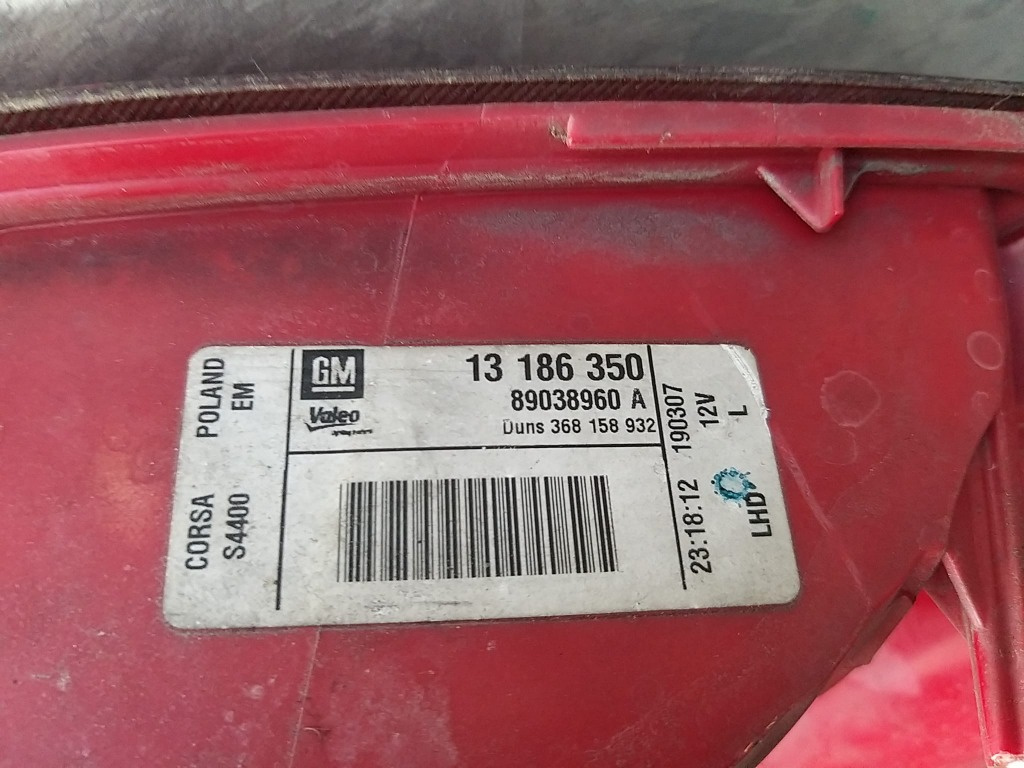 POLAND
EM
CORSA
S4400
GM
Valeo
13 186 350
89038960 A
Duns 368 158 932
23:18:12 190307
12V
LHD
L